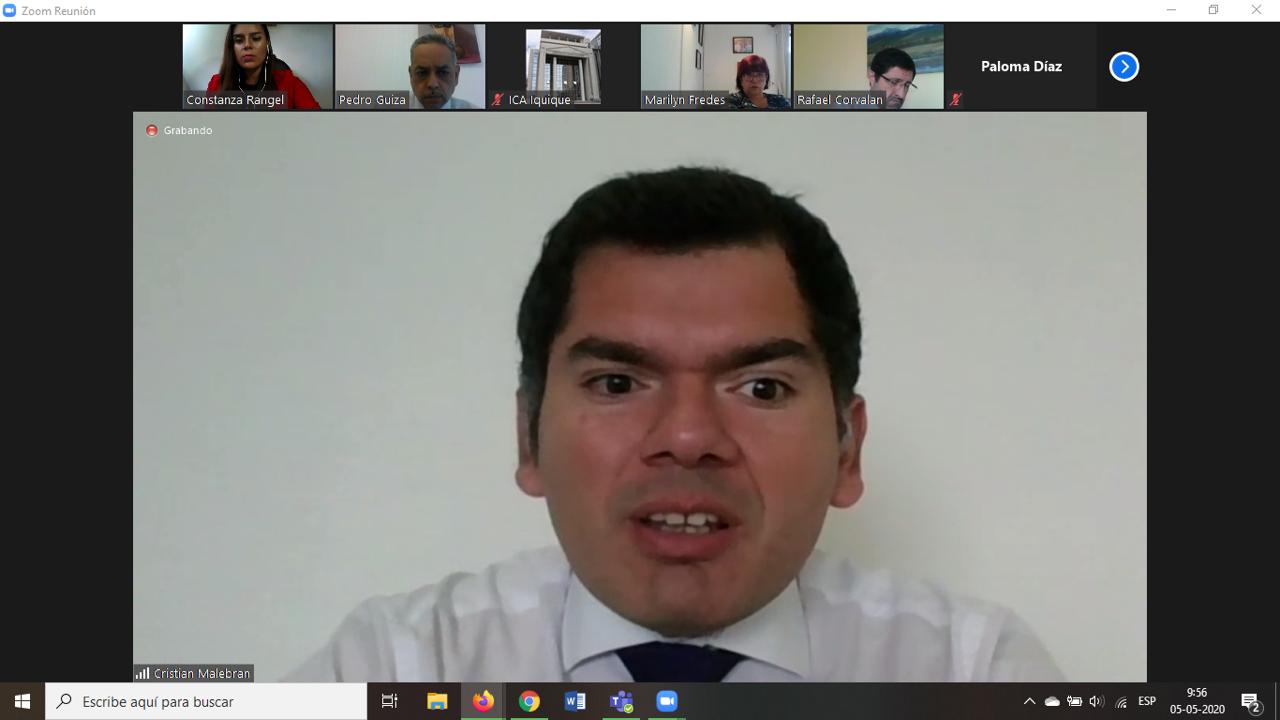 Zoom Reunión
Constanza Rangel
Pedro Guiza
ICA Iquique
Marilyn Fredes
Rafael Corvalan
Paloma Díaz
Grabando
Cristian Malebran
Escribe aquí para buscar
ESP
9:56
05-05-2020
2